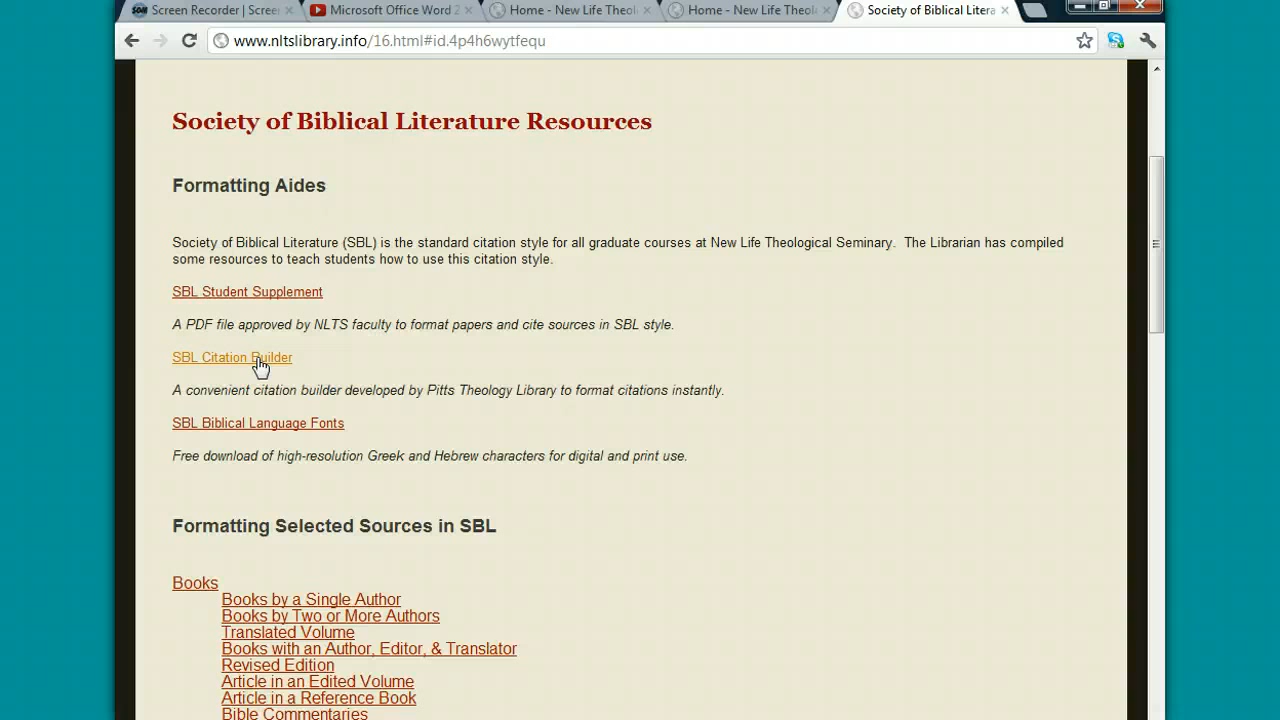 Screen Recorder | Scree
Microsoft Office Word 2
Home - New Life Theol
Home - New Life Theol
Society of Biblical Litera
www.nltslibrary.info/16.html#id.4p4h6wytfequ
Society of Biblical Literature Resources
Formatting Aides
Society of Biblical Literature (SBL) is the standard citation style for all graduate courses at New Life Theological Seminary. The Librarian has compiled
some resources to teach students how to use this citation style.
SBL Student Supplement
A PDF file approved by NLTS faculty to format papers and cite sources in SBL style.
SBL Citation Builder
A convenient citation builder developed by Pitts Theology Library to format citations instantly.
SBL Biblical Language Fonts
Free download of high-resolution Greek and Hebrew characters for digital and print use.
Formatting Selected Sources in SBL
Books
Books by a Single Author
Books by Two or More Authors
Translated Volume
Books with an Author, Editor, & Translator
Revised Edition
Article in an Edited Volume
Article in a Reference Book
Bible Commentaries